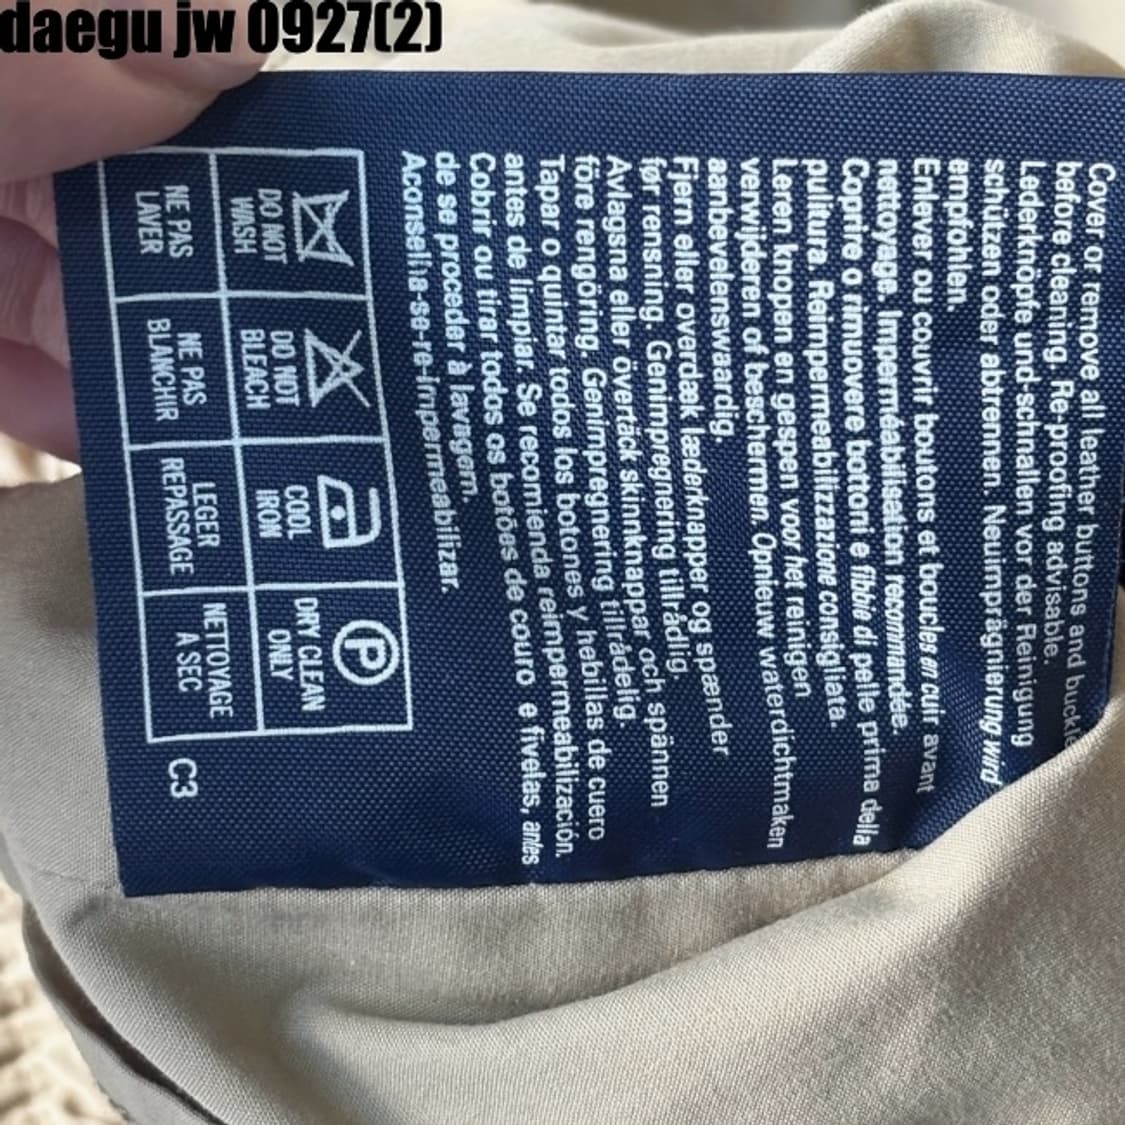 daegu jw 0927(2)
Cover or remove all leather buttons and buckle
before cleaning. Re-proofing advisable.
Lederknöpfe und-schnallen vor der Reinigung
schützen oder abtrennen. Neuimprägnierung wird
empfohlen.
Enlever ou couvrir boutons et boucles en cuir avant
nettoyage. Imperméabilisation recommandée.
Coprire o rimuovere bottoni e fibbie di pelle prima della
pulitura. Reimpermeabilizzazione consigliata.
Leren knopen en gespen voor het reinigen
verwijderen of beschermen. Opnieuw waterdichtmaken
aanbevelenswaardig.
Fjern eller overdæk læderknapper og spænder
før rensning. Genimprægnering tilrådlig.
Avlägsna eller övertäck skinnknappar och spännen
före rengöring. Genimpregnering tillrådelig.
Tapar o quintar todos los botones y hebillas de cuero
antes de limpiar. Se recomienda reimpermeabilización.
Cobrir ou tirar todos os botões de couro e fivelas, antes
de se proceder à lavagem.
Aconselha-se-re-impermeabilizar.
DO NOT
WASH
DO NOT
BLEACH
COOL
IRON
P
DRY CLEAN
ONLY
NE PAS
LAVER
NE PAS
BLANCHIR
LEGER
REPASSAGE
NETTOYAGE
A SEC
C3